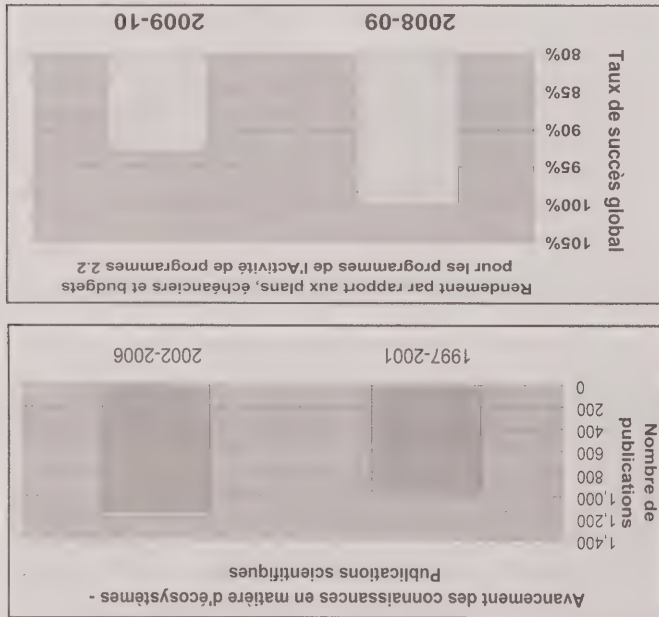 Avancement des connaissances en matière d'écosystèmes -
Publications scientifiques
Nombre de
publications
1,400
1,200
1,000
800
600
400
200
0
1997-2001
2002-2006
Rendement par rapport aux plans, échéanciers et budgets
pour les programmes de l'Activité de programmes 2.2
Taux de succès global
105%
100%
95%
90%
85%
80%
2008-09
2009-10